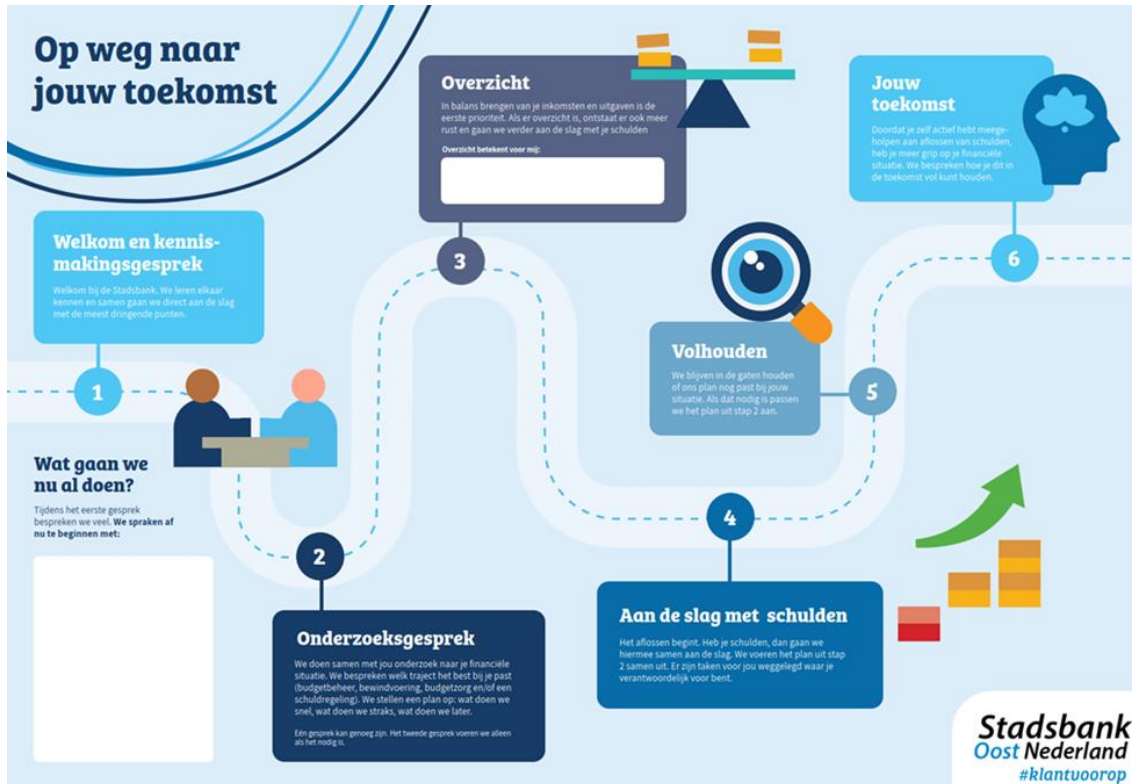 Op weg naar
jouw toekomst
1
Welkom en kennis-
makingsgesprek
Welkom bij de Stadsbank. We leren elkaar
kennen en samen gaan we direct aan de slag
met de meest dringende punten.
Wat gaan we
nu al doen?
Tijdens het eerste gesprek
bespreken we veel. We spraken af
nu te beginnen met:
2
Onderzoeksgesprek
We doen samen met jou onderzoek naar je financiële
situatie. We bespreken welk traject het best bij je past
(budgetbeheer, bewindvoering, budgetzorg en/of een
schuldregeling). We stellen een plan op: wat doen we
snel, wat doen we straks, wat doen we later.
Eén gesprek kan genoeg zijn. Het tweede gesprek voeren we alleen
als het nodig is.
3
Overzicht
In balans brengen van je inkomsten en uitgaven is de
eerste prioriteit. Als er overzicht is, ontstaat er ook meer
rust en gaan we verder aan de slag met je schulden
Overzicht betekent voor mij:
4
Aan de slag met schulden
Het aflossen begint. Heb je schulden, dan gaan we
hiermee samen aan de slag. We voeren het plan uit stap
2 samen uit. Er zijn taken voor jou weggelegd waar je
verantwoordelijk voor bent.
5
Volhouden
We blijven in de gaten houden
of ons plan nog past bij jouw
situatie. Als dat nodig is passen
we het plan uit stap 2 aan.
6
Jouw
toekomst
Doordat je zelf actief hebt meege-
holpen aan aflossen van schulden,
heb je meer grip op je financiële
situatie. We bespreken hoe je dit in
de toekomst vol kunt houden.
Stadsbank
Oost Nederland
#klantvoorop